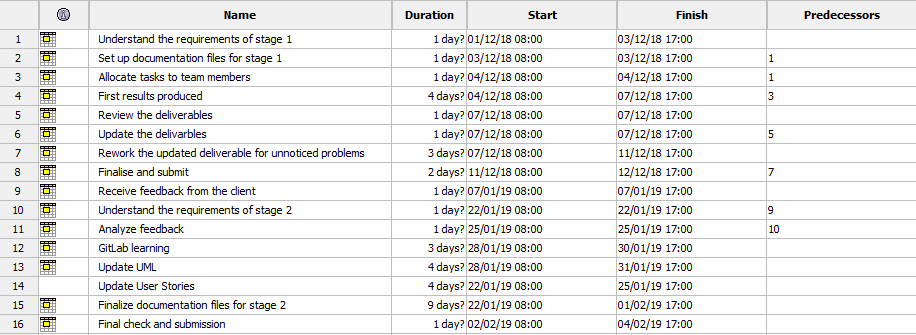 Name Duration Start Finish Predecessors
1 Understand the requirements of stage 1 1 day? 01/12/18 08:00 03/12/18 17:00
2 Set up documentation files for stage 1 1 day? 03/12/18 08:00 03/12/18 17:00 1
3 Allocate tasks to team members 1 day? 04/12/18 08:00 04/12/18 17:00 1
4 First results produced 4 days? 04/12/18 08:00 07/12/18 17:00 3
5 Review the deliverables 1 day? 07/12/18 08:00 07/12/18 17:00
6 Update the delivarbles 1 day? 07/12/18 08:00 07/12/18 17:00 5
7 Rework the updated deliverable for unnoticed problems 3 days? 07/12/18 08:00 11/12/18 17:00
8 Finalise and submit 2 days? 11/12/18 08:00 12/12/18 17:00 7
9 Receive feedback from the client 1 day? 07/01/19 08:00 07/01/19 17:00
10 Understand the requirements of stage 2 1 day? 22/01/19 08:00 22/01/19 17:00 9
11 Analyze feedback 1 day? 25/01/19 08:00 25/01/19 17:00 10
12 GitLab learning 3 days? 28/01/19 08:00 30/01/19 17:00
13 Update UML 4 days? 28/01/19 08:00 31/01/19 17:00
14 Update User Stories 4 days? 22/01/19 08:00 25/01/19 17:00
15 Finalize documentation files for stage 2 9 days? 22/01/19 08:00 01/02/19 17:00
16 Final check and submission 1 day? 02/02/19 08:00 04/02/19 17:00